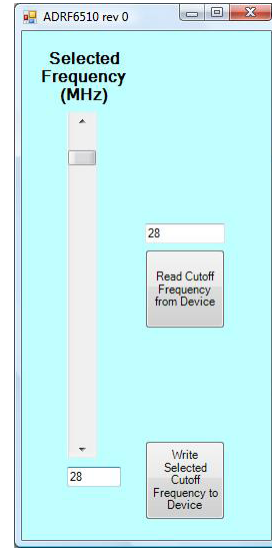 ADRF6510 rev 0
Selected
Frequency
(MHz)
28
Read Cutoff
Frequency
from Device
28
Write
Selected
Cutoff
Frequency to
Device